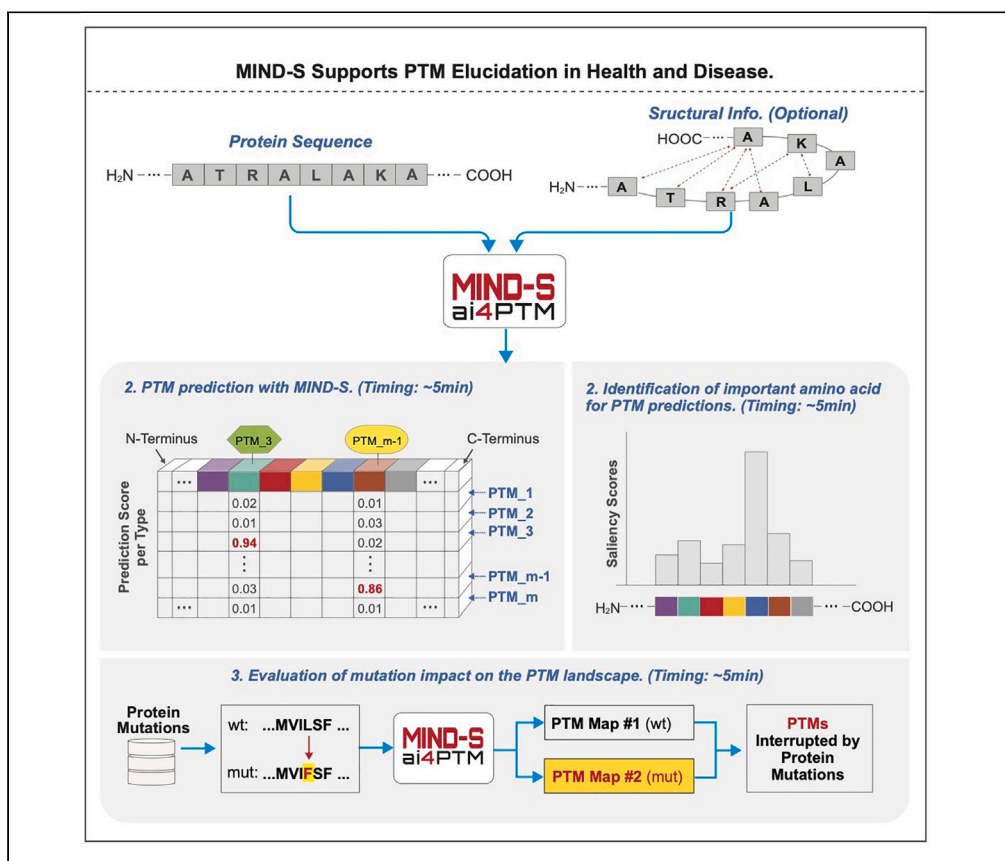 MIND-S Supports PTM Elucidation in Health and Disease.
Protein Sequence
H₂N -- ··· -- A T R A L A K A -- ··· -- COOH
Sructural Info. (Optional)
HOOC -- ··· -- A K
A
H₂N -- ··· -- A T R A L
MIND-S
ai4PTM
2. PTM prediction with MIND-S. (Timing: ~5min)
N-Terminus PTM_3 PTM_m-1 C-Terminus
Prediction Score
per Type
... ...
0.02 0.01 PTM_1
0.01 0.03 PTM_2
0.94 0.02 PTM_3
⋮ ⋮
0.03 0.86 PTM_m-1
... 0.01 0.01 ... PTM_m
2. Identification of important amino acid
for PTM predictions. (Timing: ~5min)
Saliency Scores
H₂N -- ··· -- -- ··· -- COOH
3. Evaluation of mutation impact on the PTM landscape. (Timing: ~5min)
Protein
Mutations
wt: ...MVILSF ...
mut: ...MVIFSF ...
MIND-S
ai4PTM
PTM Map #1 (wt)
PTM Map #2 (mut)
PTMs
Interrupted by
Protein
Mutations